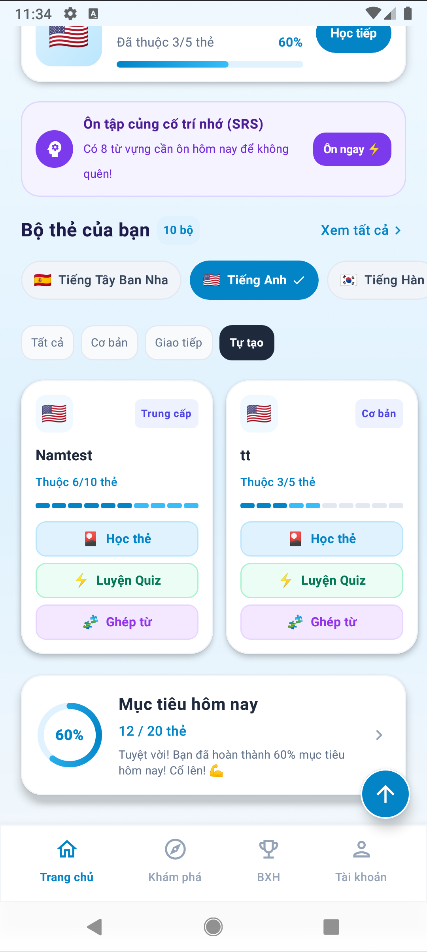 11:34
A
Đã thuộc 3/5 thẻ
60%
Học tiếp
Ôn tập củng cố trí nhớ (SRS)
Có 8 từ vựng cần ôn hôm nay để không
quên!
Ôn ngay ⚡
Bộ thẻ của bạn
10 bộ
Xem tất cả
Tiếng Tây Ban Nha
Tiếng Anh
Tiếng Hàn
Tất cả
Cơ bản
Giao tiếp
Tự tạo
Trung cấp
Namtest
Thuộc 6/10 thẻ
Học thẻ
Luyện Quiz
Ghép từ
Cơ bản
tt
Thuộc 3/5 thẻ
Học thẻ
Luyện Quiz
Ghép từ
60%
Mục tiêu hôm nay
12 / 20 thẻ
Tuyệt vời! Bạn đã hoàn thành 60% mục tiêu
hôm nay! Cố lên! 💪
Trang chủ
Khám phá
BXH
Tài khoản